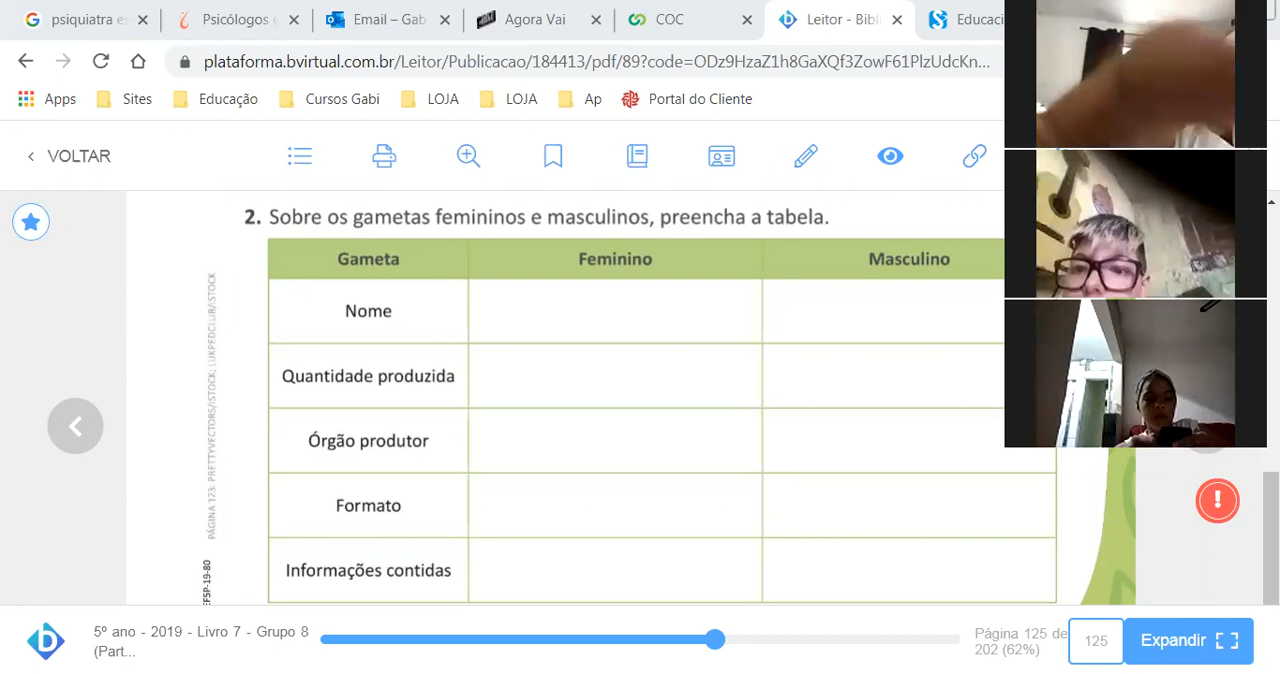 psiquiatra es
Psicólogos e
Email – Gab
Agora Vai
COC
Leitor - Bibl
Educaci
plataforma.bvirtual.com.br/Leitor/Publicacao/184413/pdf/89?code=ODz9HzaZ1h8GaXQf3ZowF61PlzUdcKn...
Apps
Sites
Educação
Cursos Gabi
LOJA
LOJA
Ap
Portal do Cliente
VOLTAR
2. Sobre os gametas femininos e masculinos, preencha a tabela.
Gameta Feminino Masculino
Nome
Quantidade produzida
Órgão produtor
Formato
Informações contidas
PÁGINA 123: PRETTYVECTORS/ISTOCK; LUKPEDCLUB/ISTOCK
EF5P-19-80
5º ano - 2019 - Livro 7 - Grupo 8
(Part...
Página 125 de
202 (62%)
125
Expandir